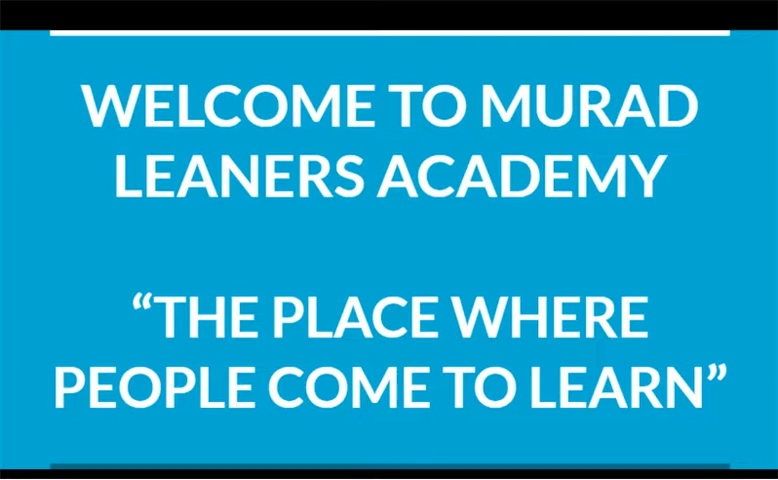 WELCOME TO MURAD
LEANERS ACADEMY
“THE PLACE WHERE
PEOPLE COME TO LEARN”